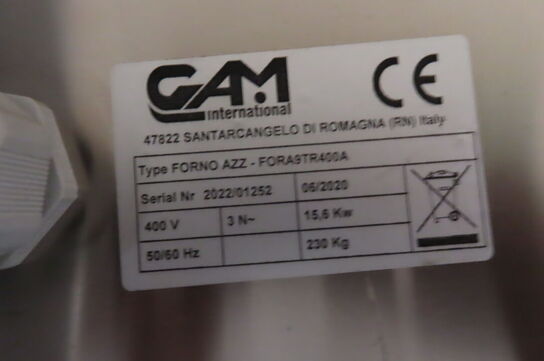 GAM
international
CE
47822 SANTARCANGELO DI ROMAGNA (RN) Italy
Type FORNO AZZ - FORA9TR400A
Serial Nr 2022/01252 06/2020
400 V 3 N~ 15,6 Kw
50/60 Hz 230 Kg